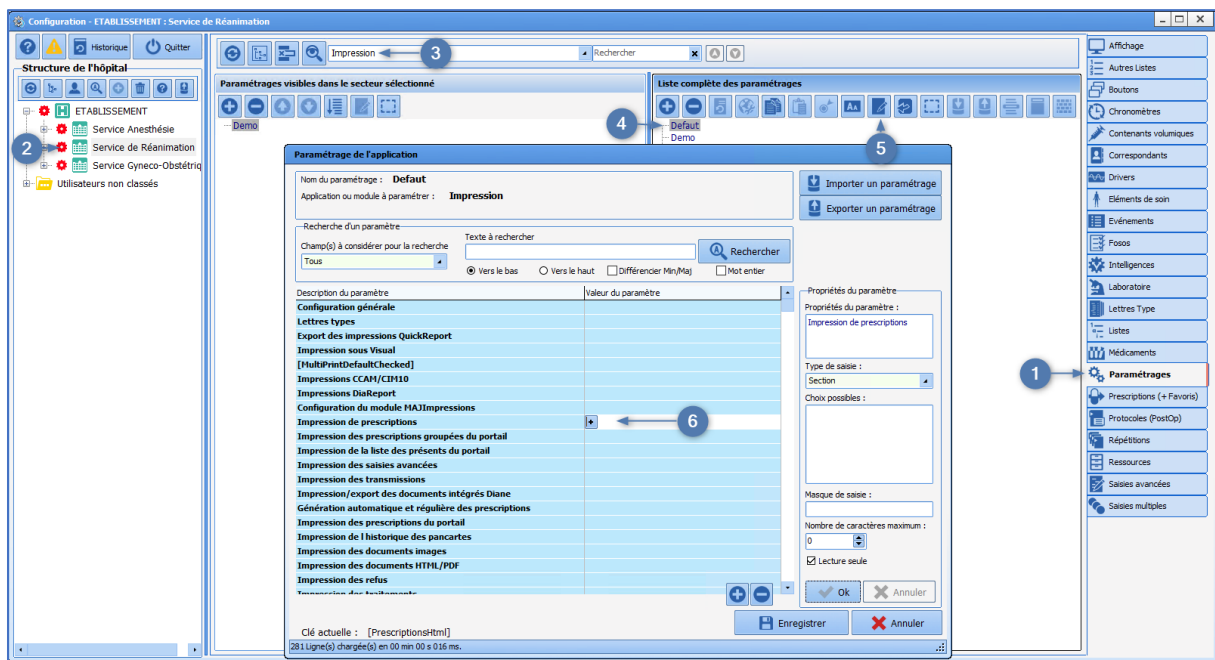 Configuration - ETABLISSEMENT : Service de Réanimation
Historique
Quitter
Structure de l'hôpital
ETABLISSEMENT
Service Anesthésie
2
Service de Réanimation
Service Gyneco-Obstétriq
Utilisateurs non classés
Impression
3
Rechercher
Paramétrages visibles dans le secteur sélectionné
Demo
Liste complète des paramétrages
4
Defaut
Demo
5
Paramétrage de l'application
Nom du paramétrage : Defaut
Application ou module à paramétrer : Impression
Importer un paramétrage
Exporter un paramétrage
Recherche d'un paramètre
Champ(s) à considérer pour la recherche
Tous
Texte à rechercher
Rechercher
Vers le bas
Vers le haut
Différencier Min/Maj
Mot entier
Description du paramètre
Valeur du paramètre
Configuration générale
Lettres types
Export des impressions QuickReport
Impression sous Visual
[MultiPrintDefaultChecked]
Impressions CCAM/CIM10
Impressions DiaReport
Configuration du module MAJImpressions
Impression de prescriptions
6
Impression des prescriptions groupées du portail
Impression de la liste des présents du portail
Impression des saisies avancées
Impression des transmissions
Impression/export des documents intégrés Diane
Génération automatique et régulière des prescriptions
Impression des prescriptions du portail
Impression de l historique des pancartes
Impression des documents images
Impression des documents HTML/PDF
Impression des refus
Impression des traitements
Propriétés du paramètre
Propriétés du paramètre :
Impression de prescriptions
Type de saisie :
Section
Choix possibles :
Masque de saisie :
Nombre de caractères maximum :
0
Lecture seule
Ok
Annuler
Enregistrer
Annuler
Clé actuelle : [PrescriptionsHtml]
281 Ligne(s) chargée(s) en 00 min 00 s 016 ms.
Affichage
Autres Listes
Boutons
Chronomètres
Contenants volumiques
Correspondants
Drivers
Eléments de soin
Evénements
Fosos
Intelligences
Laboratoire
Lettres Type
Listes
Médicaments
1
Paramétrages
Prescriptions (+ Favoris)
Protocoles (PostOp)
Répétitions
Ressources
Saisies avancées
Saisies multiples